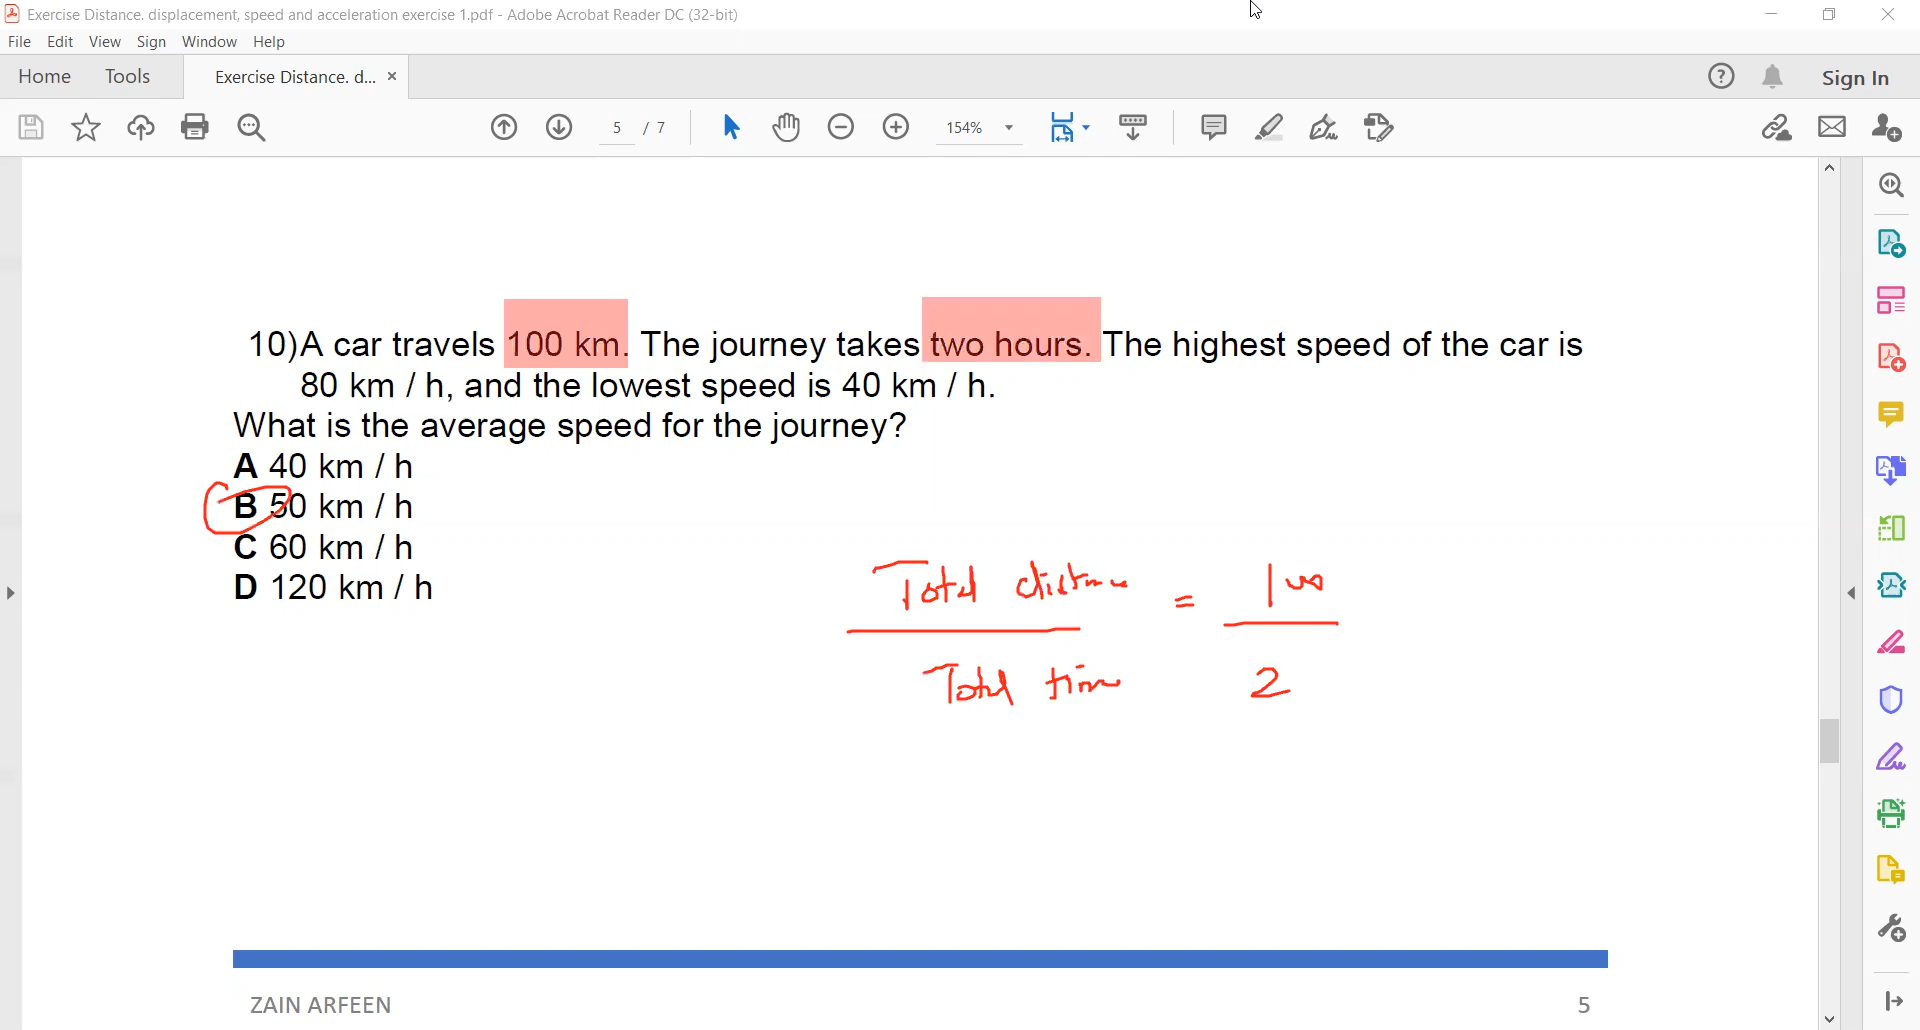 Exercise Distance. displacement, speed and acceleration exercise 1.pdf - Adobe Acrobat Reader DC (32-bit)
File Edit View Sign Window Help
Home Tools Exercise Distance. d... × Sign In
5 / 7 154%
10)A car travels 100 km. The journey takes two hours. The highest speed of the car is
80 km / h, and the lowest speed is 40 km / h.
What is the average speed for the journey?
A 40 km / h
B 50 km / h
C 60 km / h
D 120 km / h
Total distance = 100
Total time 2
ZAIN ARFEEN 5